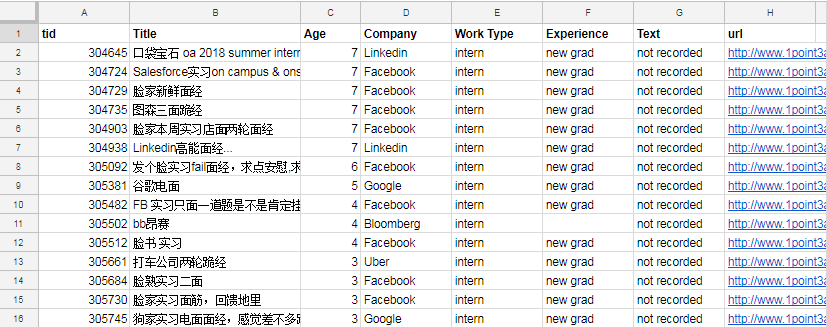 A B C D E F G H
1 tid Title Age Company Work Type Experience Text url
2 304645 口袋宝石 oa 2018 summer intern 7 Linkedin intern new grad not recorded http://www.1point3a
3 304724 Salesforce实习on campus & ons 7 Facebook intern new grad not recorded http://www.1point3a
4 304729 脸家新鲜面经 7 Facebook intern new grad not recorded http://www.1point3a
5 304735 图森三面跪经 7 Facebook intern new grad not recorded http://www.1point3a
6 304903 脸家本周实习店面两轮面经 7 Facebook intern new grad not recorded http://www.1point3a
7 304938 Linkedin高能面经... 7 Linkedin intern new grad not recorded http://www.1point3a
8 305092 发个脸实习fail面经，求点安慰,求 6 Facebook intern new grad not recorded http://www.1point3a
9 305381 谷歌电面 5 Google intern new grad not recorded http://www.1point3a
10 305482 FB 实习只面一道题是不是肯定挂 4 Facebook intern new grad not recorded http://www.1point3a
11 305502 bb昂赛 4 Bloomberg intern not recorded http://www.1point3a
12 305512 脸书 实习 4 Facebook intern new grad not recorded http://www.1point3a
13 305661 打车公司两轮跪经 3 Uber intern new grad not recorded http://www.1point3a
14 305684 脸熟实习二面 3 Facebook intern new grad not recorded http://www.1point3a
15 305730 脸家实习面筋，回馈地里 3 Facebook intern new grad not recorded http://www.1point3a
16 305745 狗家实习电面面经，感觉差不多 3 Google intern new grad not recorded http://www.1point3a